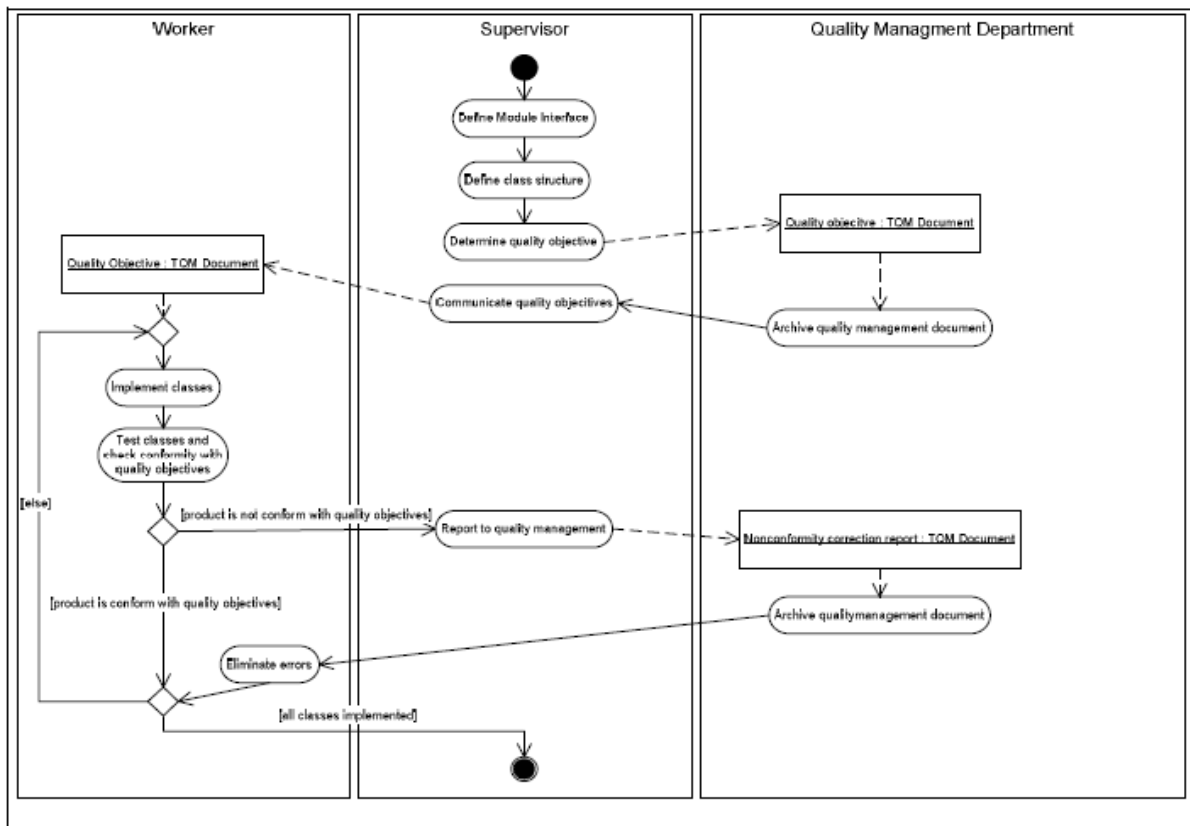 Worker
Supervisor
Quality Managment Department
Define Module Interface
Define class structure
Determine quality objective
Quality objecitve : TQM Document
Quality Objective : TQM Document
Communicate quality objecitives
Archive quality management document
Implement classes
Test classes and
check conformity with
quality objectives
[else]
[product is not conform with quality objectives]
Report to quality management
Nonconformity correction report : TQM Document
[product is conform with quality objectives]
Archive qualitymanagement document
Eliminate errors
[all classes implemented]